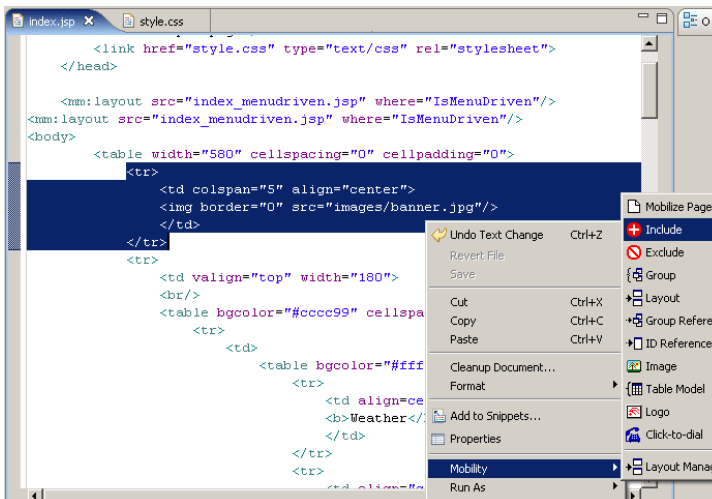 index.jsp style.css
<link href="style.css" type="text/css" rel="stylesheet">
</head>
<mm:layout src="index_menudriven.jsp" where="IsMenuDriven"/>
<mm:layout src="index_menudriven.jsp" where="IsMenuDriven"/>
<body>
<table width="580" cellspacing="0" cellpadding="0">
<tr>
<td colspan="5" align="center">
<img border="0" src="images/banner.jpg"/>
</td>
</tr>
<tr>
<td valign="top" width="180">
<br/>
<table bgcolor="#cccc99" cellspa
<tr>
<td>
<table bgcolor="#fff
<tr>
<td align=ce
<b>Weather</
</td>
</tr>
<tr>
Undo Text Change Ctrl+Z
Revert File
Save
Cut Ctrl+X
Copy Ctrl+C
Paste Ctrl+V
Cleanup Document...
Format
Add to Snippets...
Properties
Mobility
Run As
Mobilize Page
Include
Exclude
Group
Layout
Group Refere
ID Reference
Image
Table Model
Logo
Click-to-dial
Layout Manag